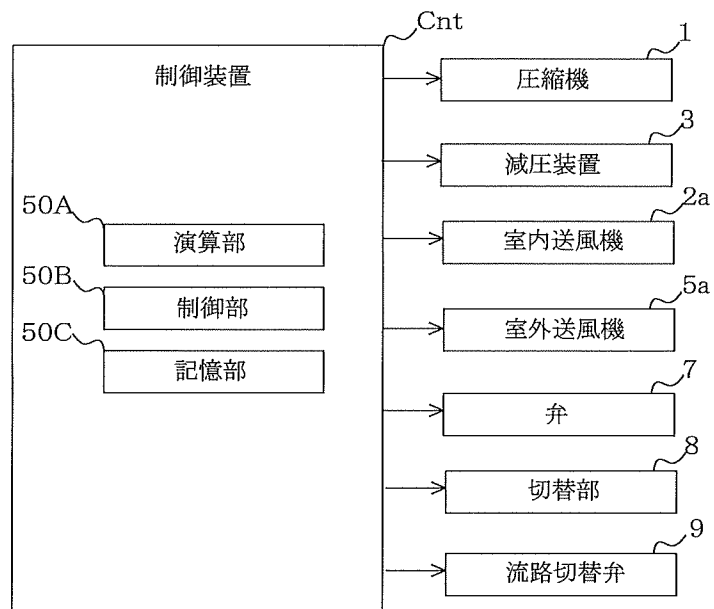 Cnt
制御装置
50A
演算部
50B
制御部
50C
記憶部
1
圧縮機
3
減圧装置
2a
室内送風機
5a
室外送風機
7
弁
8
切替部
9
流路切替弁